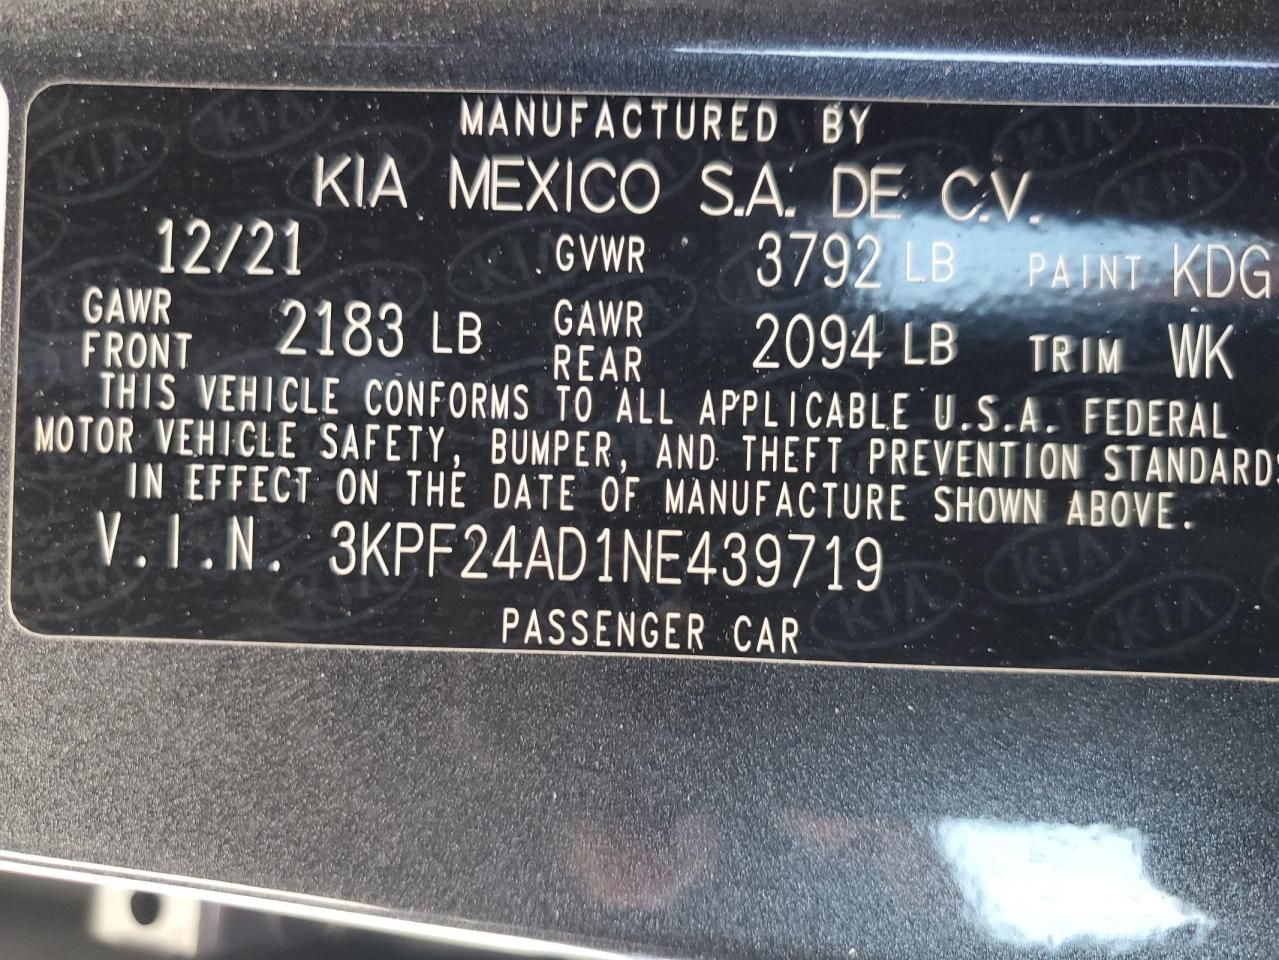 MANUFACTURED BY
KIA MEXICO S.A. DE C.V.
12/21 GVWR 3792 LB PAINT KDG
GAWR FRONT 2183 LB GAWR REAR 2094 LB TRIM WK
THIS VEHICLE CONFORMS TO ALL APPLICABLE U.S.A. FEDERAL
MOTOR VEHICLE SAFETY, BUMPER, AND THEFT PREVENTION STANDARDS
IN EFFECT ON THE DATE OF MANUFACTURE SHOWN ABOVE.
V.I.N. 3KPF24AD1NE439719
PASSENGER CAR